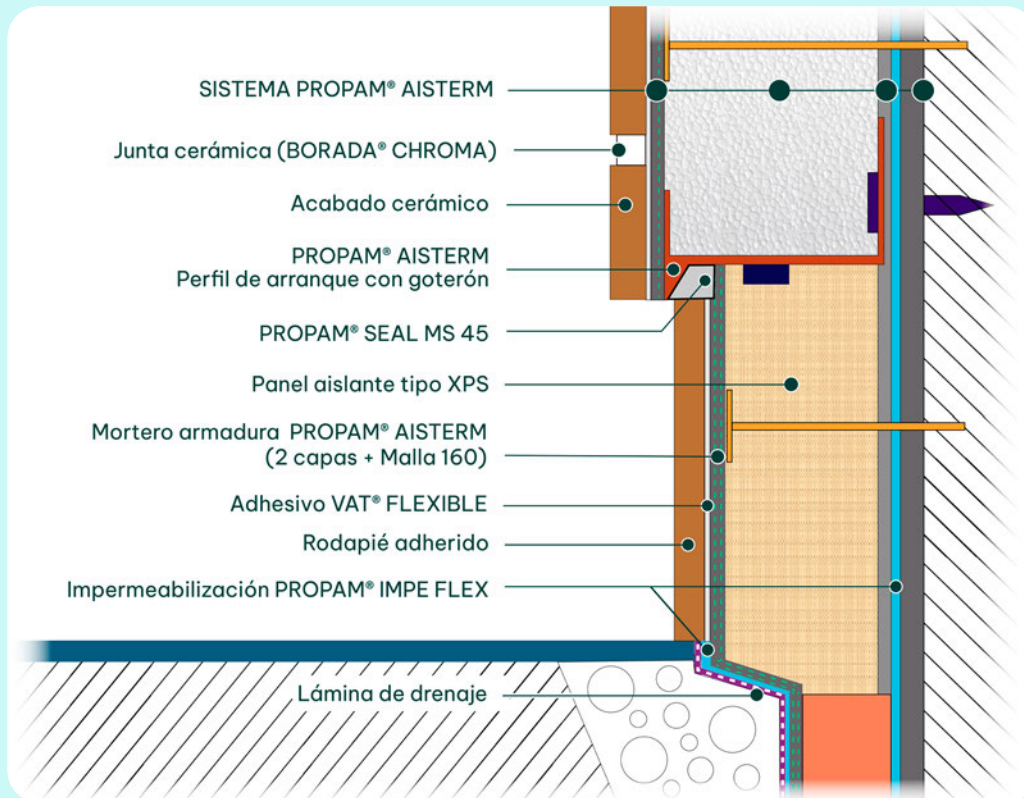 SISTEMA PROPAM® AISTERM
Junta cerámica (BORADA® CHROMA)
Acabado cerámico
PROPAM® AISTERM
Perfil de arranque con goterón
PROPAM® SEAL MS 45
Panel aislante tipo XPS
Mortero armadura PROPAM® AISTERM
(2 capas + Malla 160)
Adhesivo VAT® FLEXIBLE
Rodapié adherido
Impermeabilización PROPAM® IMPE FLEX
Lámina de drenaje